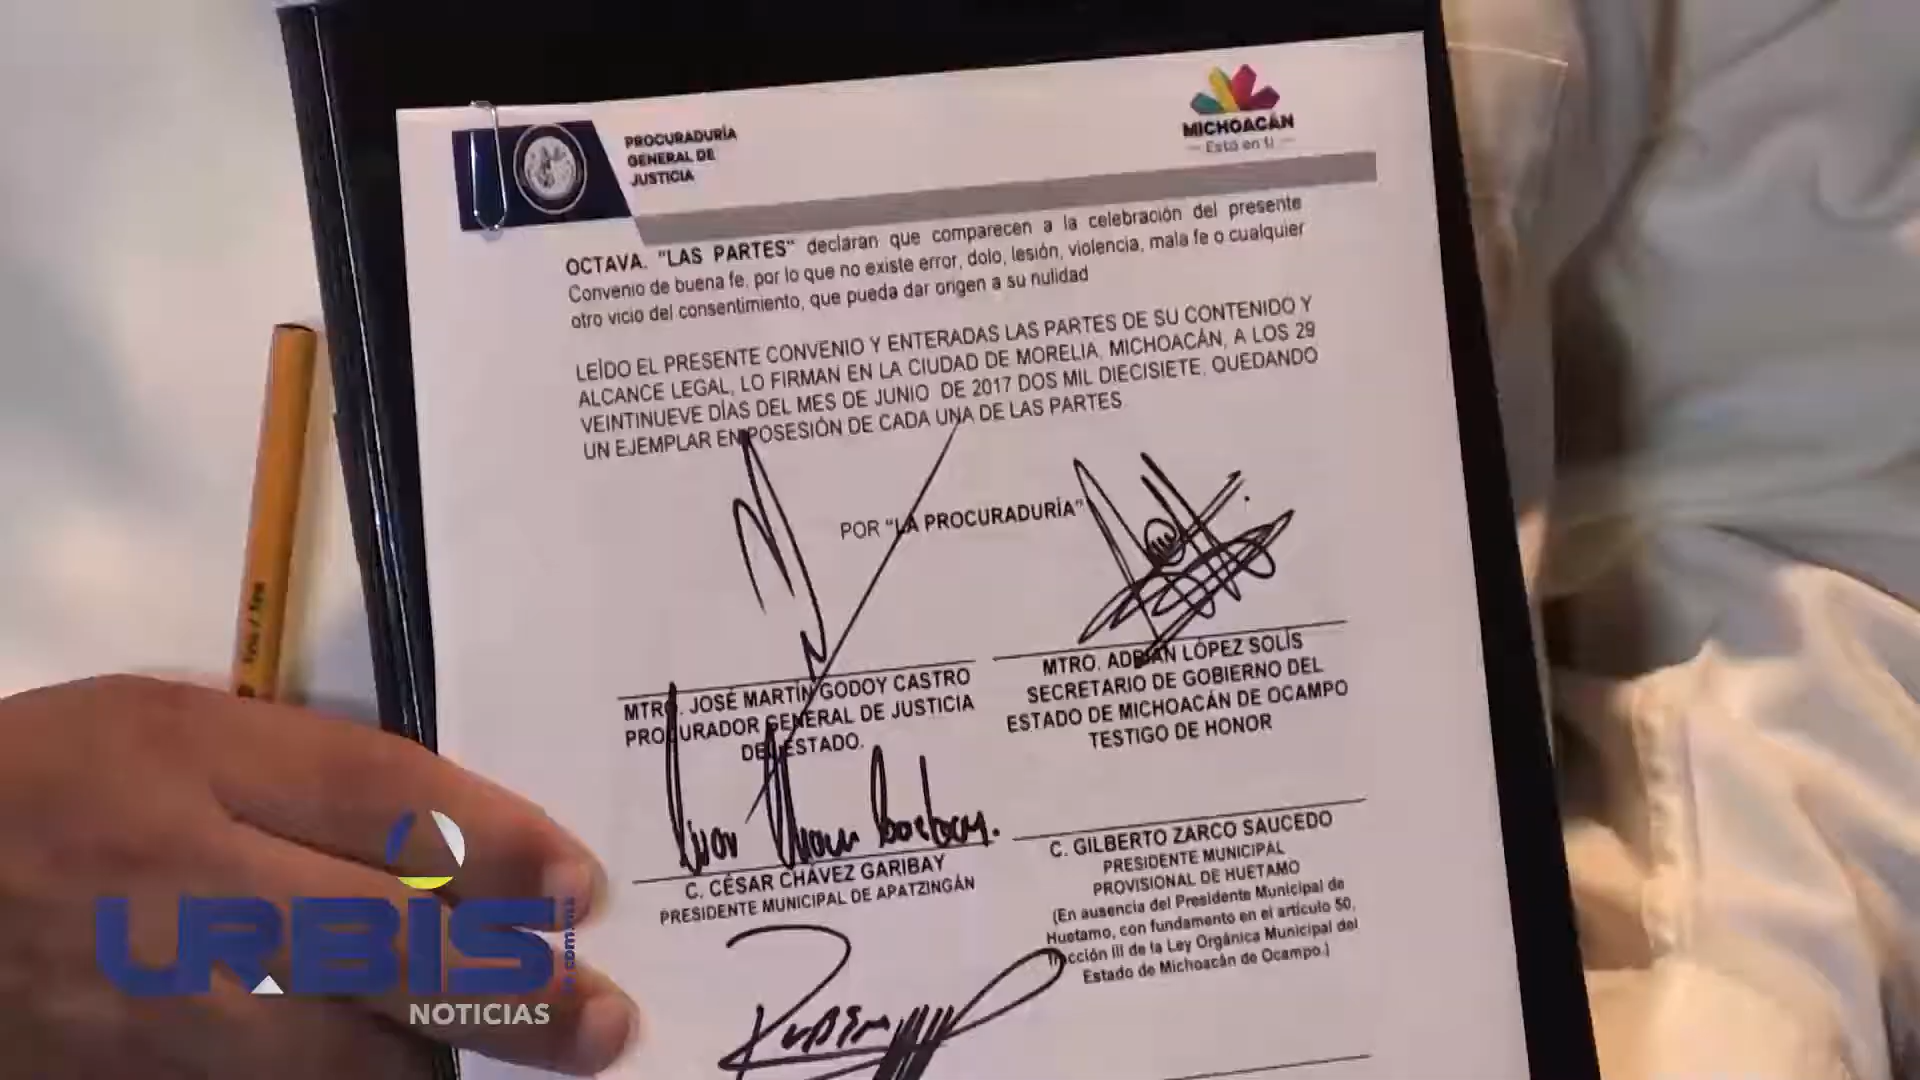 PROCURADURÍA
GENERAL DE
JUSTICIA
MICHOACÁN
Está en ti
OCTAVA. "LAS PARTES" declaran que comparecen a la celebración del presente
Convenio de buena fe, por lo que no existe error, dolo, lesión, violencia, mala fe o cualquier
otro vicio del consentimiento, que pueda dar origen a su nulidad
LEÍDO EL PRESENTE CONVENIO Y ENTERADAS LAS PARTES DE SU CONTENIDO Y
ALCANCE LEGAL, LO FIRMAN EN LA CIUDAD DE MORELIA, MICHOACÁN, A LOS 29
VEINTINUEVE DÍAS DEL MES DE JUNIO DE 2017 DOS MIL DIECISIETE, QUEDANDO
UN EJEMPLAR EN POSESIÓN DE CADA UNA DE LAS PARTES.
POR "LA PROCURADURÍA"
MTRO. JOSÉ MARTÍN GODOY CASTRO
PROCURADOR GENERAL DE JUSTICIA
DEL ESTADO.
MTRO. ADRIÁN LÓPEZ SOLÍS
SECRETARIO DE GOBIERNO DEL
ESTADO DE MICHOACÁN DE OCAMPO
TESTIGO DE HONOR
C. CÉSAR CHÁVEZ GARIBAY
PRESIDENTE MUNICIPAL DE APATZINGÁN
C. GILBERTO ZARCO SAUCEDO
PRESIDENTE MUNICIPAL
PROVISIONAL DE HUETAMO
(En ausencia del Presidente Municipal de
Huetamo, con fundamento en el artículo 50,
fracción III de la Ley Orgánica Municipal del
Estado de Michoacán de Ocampo.)
URBIS
.com.mx
NOTICIAS